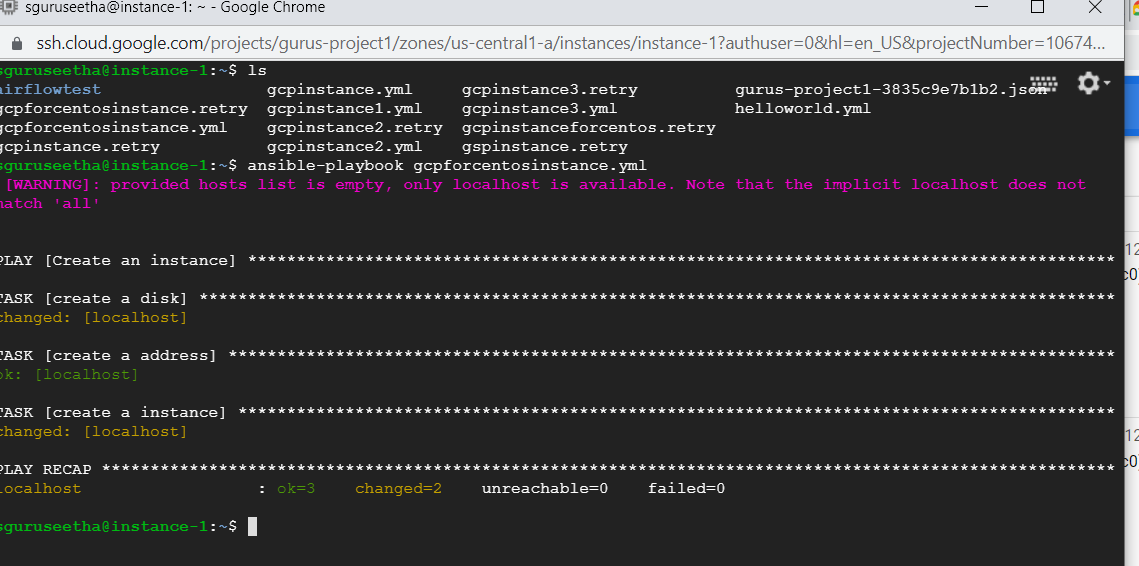 sguruseetha@instance-1: ~ - Google Chrome
ssh.cloud.google.com/projects/gurus-project1/zones/us-central1-a/instances/instance-1?authuser=0&hl=en_US&projectNumber=10674...
sguruseetha@instance-1:~$ ls
airflowtest gcpinstance.yml gcpinstance3.retry gurus-project1-3835c9e7b1b2.json
gcpforcentosinstance.retry gcpinstance1.yml gcpinstance3.yml helloworld.yml
gcpforcentosinstance.yml gcpinstance2.retry gcpinstanceforcentos.retry
gcpinstance.retry gcpinstance2.yml gspinstance.retry
sguruseetha@instance-1:~$ ansible-playbook gcpforcentosinstance.yml
[WARNING]: provided hosts list is empty, only localhost is available. Note that the implicit localhost does not
match 'all'
PLAY [Create an instance] *****************************************************************************************
TASK [create a disk] **********************************************************************************************
changed: [localhost]
TASK [create a address] *******************************************************************************************
ok: [localhost]
TASK [create a instance] ******************************************************************************************
changed: [localhost]
PLAY RECAP ********************************************************************************************************
localhost : ok=3 changed=2 unreachable=0 failed=0
sguruseetha@instance-1:~$
12
c0
12
c0